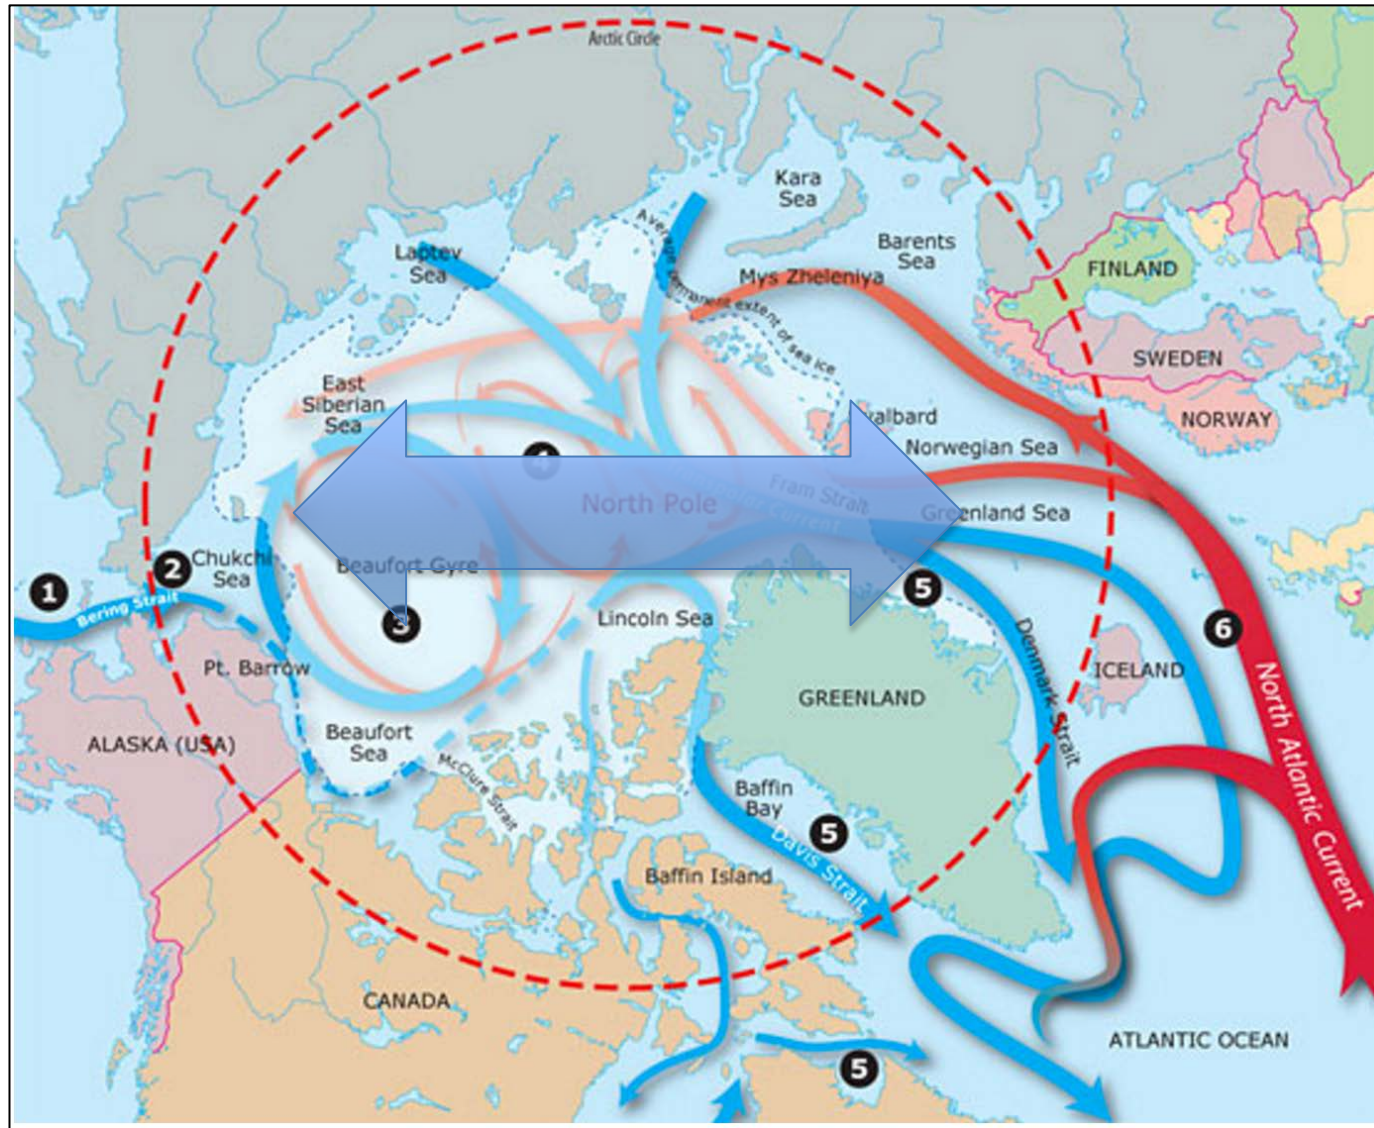 Arctic Circle
Kara
Sea
Laptev
Sea
Average permanent extent of sea ice
Barents
Sea
Mys Zheleniya
FINLAND
SWEDEN
East
Siberian
Sea
NORWAY
valbard
Norwegian Sea
4
Fram Strait
North Pole
Current
Greenland Sea
Chukchi
Sea
2
1
Bering Strait
Beaufort Gyre
5
3
Lincoln Sea
6
Pt. Barrow
Denmark Strait
ICELAND
GREENLAND
North Atlantic Current
ALASKA (USA)
Beaufort
Sea
McClure Strait
Baffin
Bay
5
Davis Strait
Baffin Island
CANADA
ATLANTIC OCEAN
5